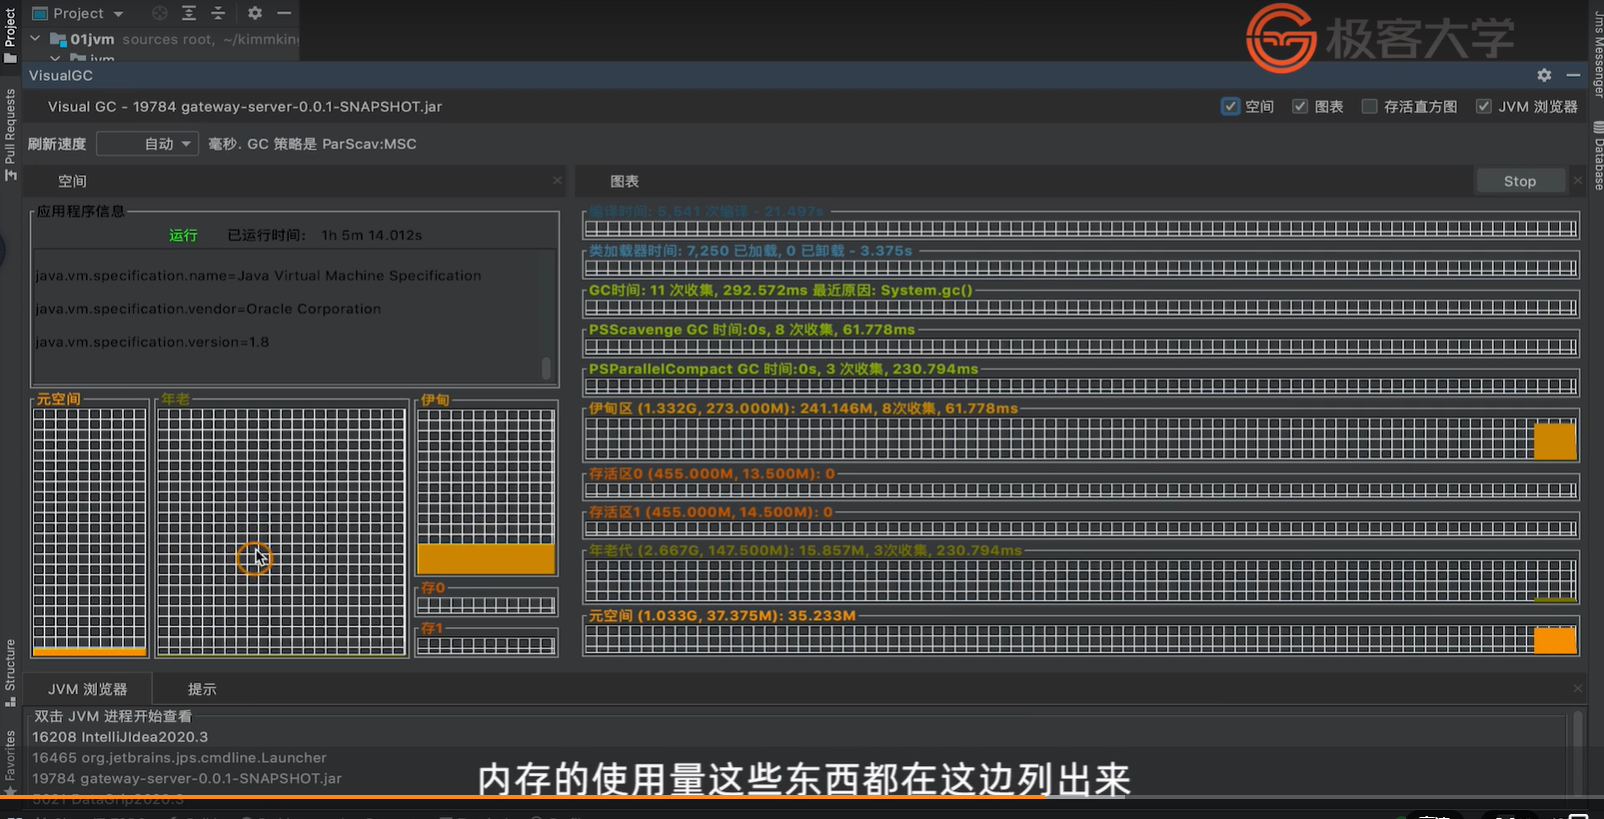 Project
极客大学
01jvm sources root, ~/kimmkin
jvm
VisualGC
Visual GC - 19784 gateway-server-0.0.1-SNAPSHOT.jar
空间
图表
存活直方图
JVM 浏览器
刷新速度
自动
毫秒. GC 策略是 ParScav:MSC
空间
图表
Stop
应用程序信息
运行
已运行时间: 1h 5m 14.012s
java.vm.specification.name=Java Virtual Machine Specification
java.vm.specification.vendor=Oracle Corporation
java.vm.specification.version=1.8
元空间
年老
伊甸
存0
存1
编译时间: 5,541 次编译 - 21.497s
类加载器时间: 7,250 已加载, 0 已卸载 - 3.375s
GC时间: 11 次收集, 292.572ms 最近原因: System.gc()
PSScavenge GC 时间:0s, 8 次收集, 61.778ms
PSParallelCompact GC 时间:0s, 3 次收集, 230.794ms
伊甸区 (1.332G, 273.000M): 241.146M, 8次收集, 61.778ms
存活区0 (455.000M, 13.500M): 0
存活区1 (455.000M, 14.500M): 0
年老代 (2.667G, 147.500M): 15.857M, 3次收集, 230.794ms
元空间 (1.033G, 37.375M): 35.233M
JVM 浏览器
提示
双击 JVM 进程开始查看
16208 IntelliJIdea2020.3
16465 org.jetbrains.jps.cmdline.Launcher
19784 gateway-server-0.0.1-SNAPSHOT.jar
5021 DataGrip2020.3
内存的使用量这些东西都在这边列出来
Project
Pull Requests
Structure
Favorites
Jms Messenger
Database